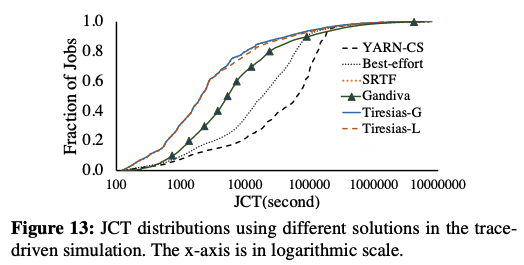 Fraction of Jobs
1.0
0.8
0.6
0.4
0.2
0.0
YARN-CS
Best-effort
SRTF
Gandiva
Tiresias-G
Tiresias-L
100 1000 10000 100000 1000000 10000000
JCT(second)
Figure 13: JCT distributions using different solutions in the trace-
driven simulation. The x-axis is in logarithmic scale.